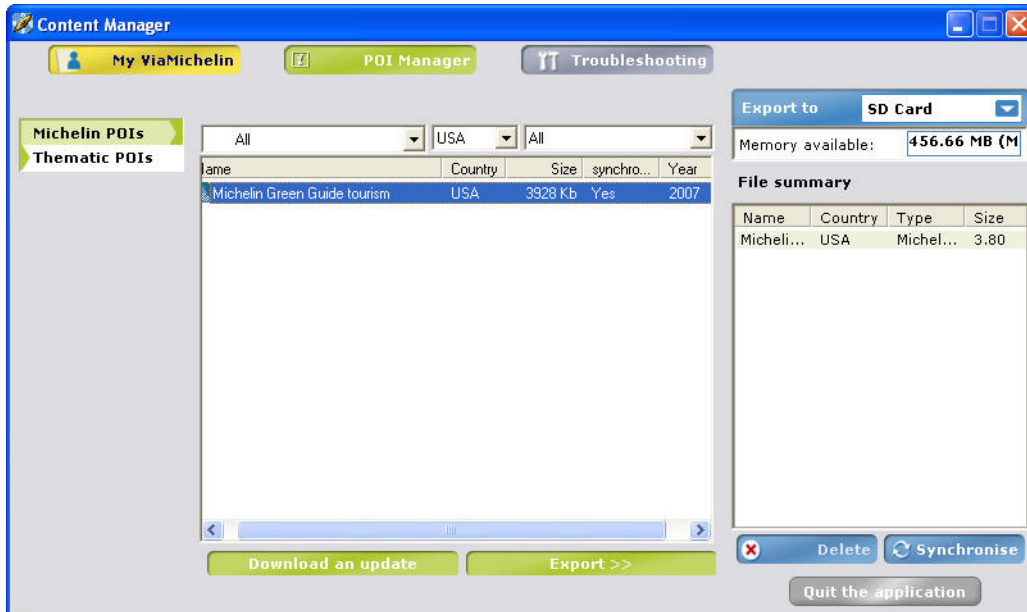 Content Manager
My ViaMichelin
POI Manager
Troubleshooting
Michelin POIs
Thematic POIs
All
USA
All
lame Country Size synchro... Year
Michelin Green Guide tourism USA 3928 Kb Yes 2007
Download an update
Export >>
Export to SD Card
Memory available: 456.66 MB (M
File summary
Name Country Type Size
Micheli... USA Michel... 3.80
Delete
Synchronise
Quit the application